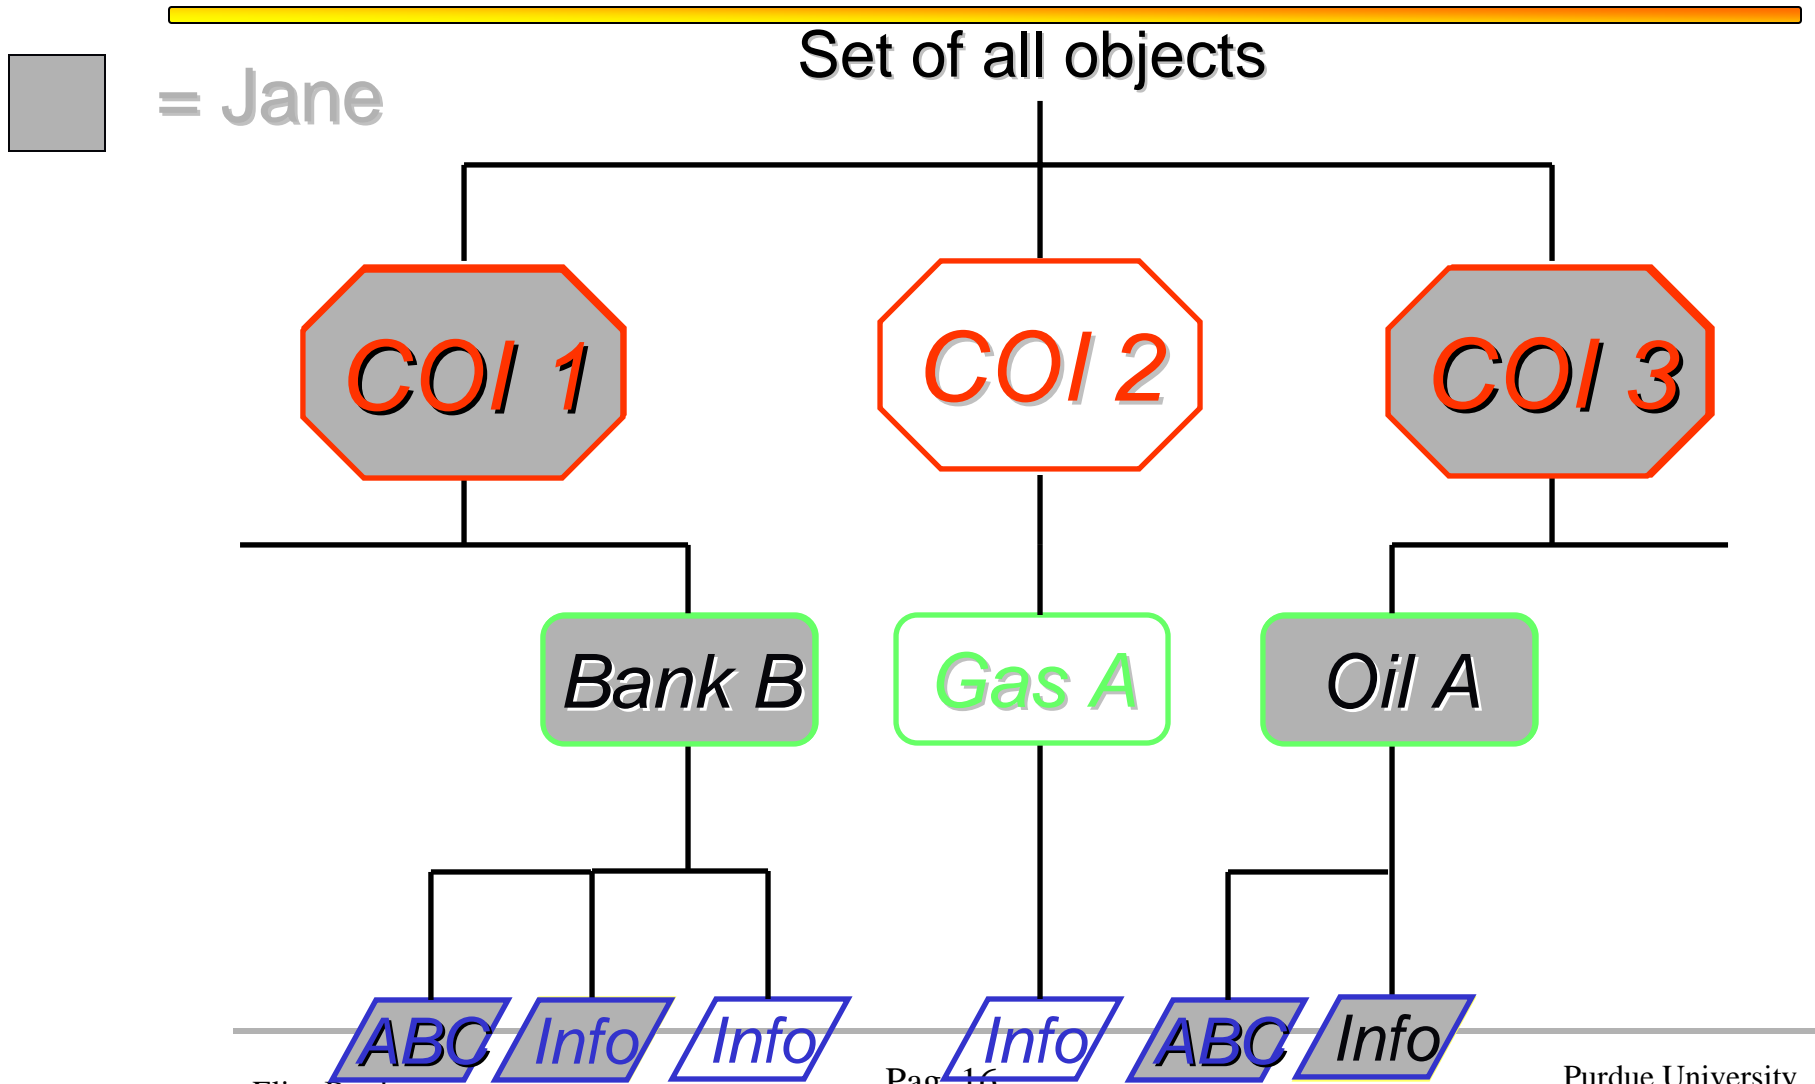 Set of all objects
= Jane
COI 1 COI 2 COI 3
Bank B Gas A Oil A
ABC Info Info Info ABC Info
Purdue University